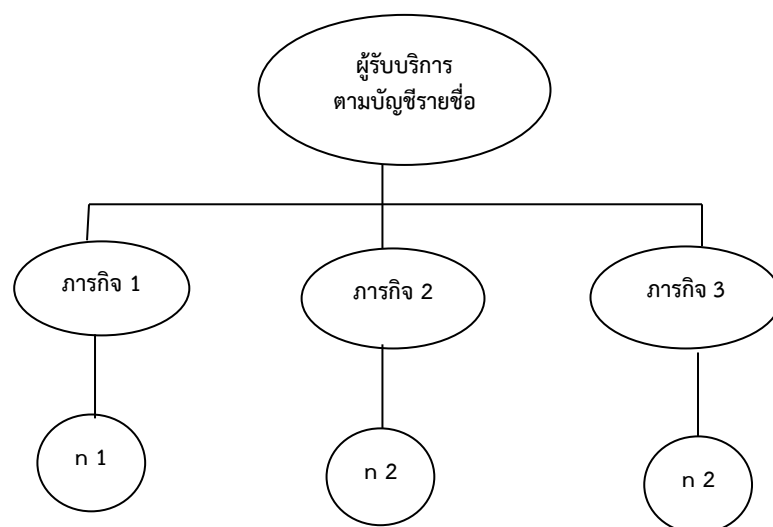 ผู้รับบริการ
ตามบัญชีรายชื่อ
ภารกิจ 1
ภารกิจ 2
ภารกิจ 3
n 1
n 2
n 2